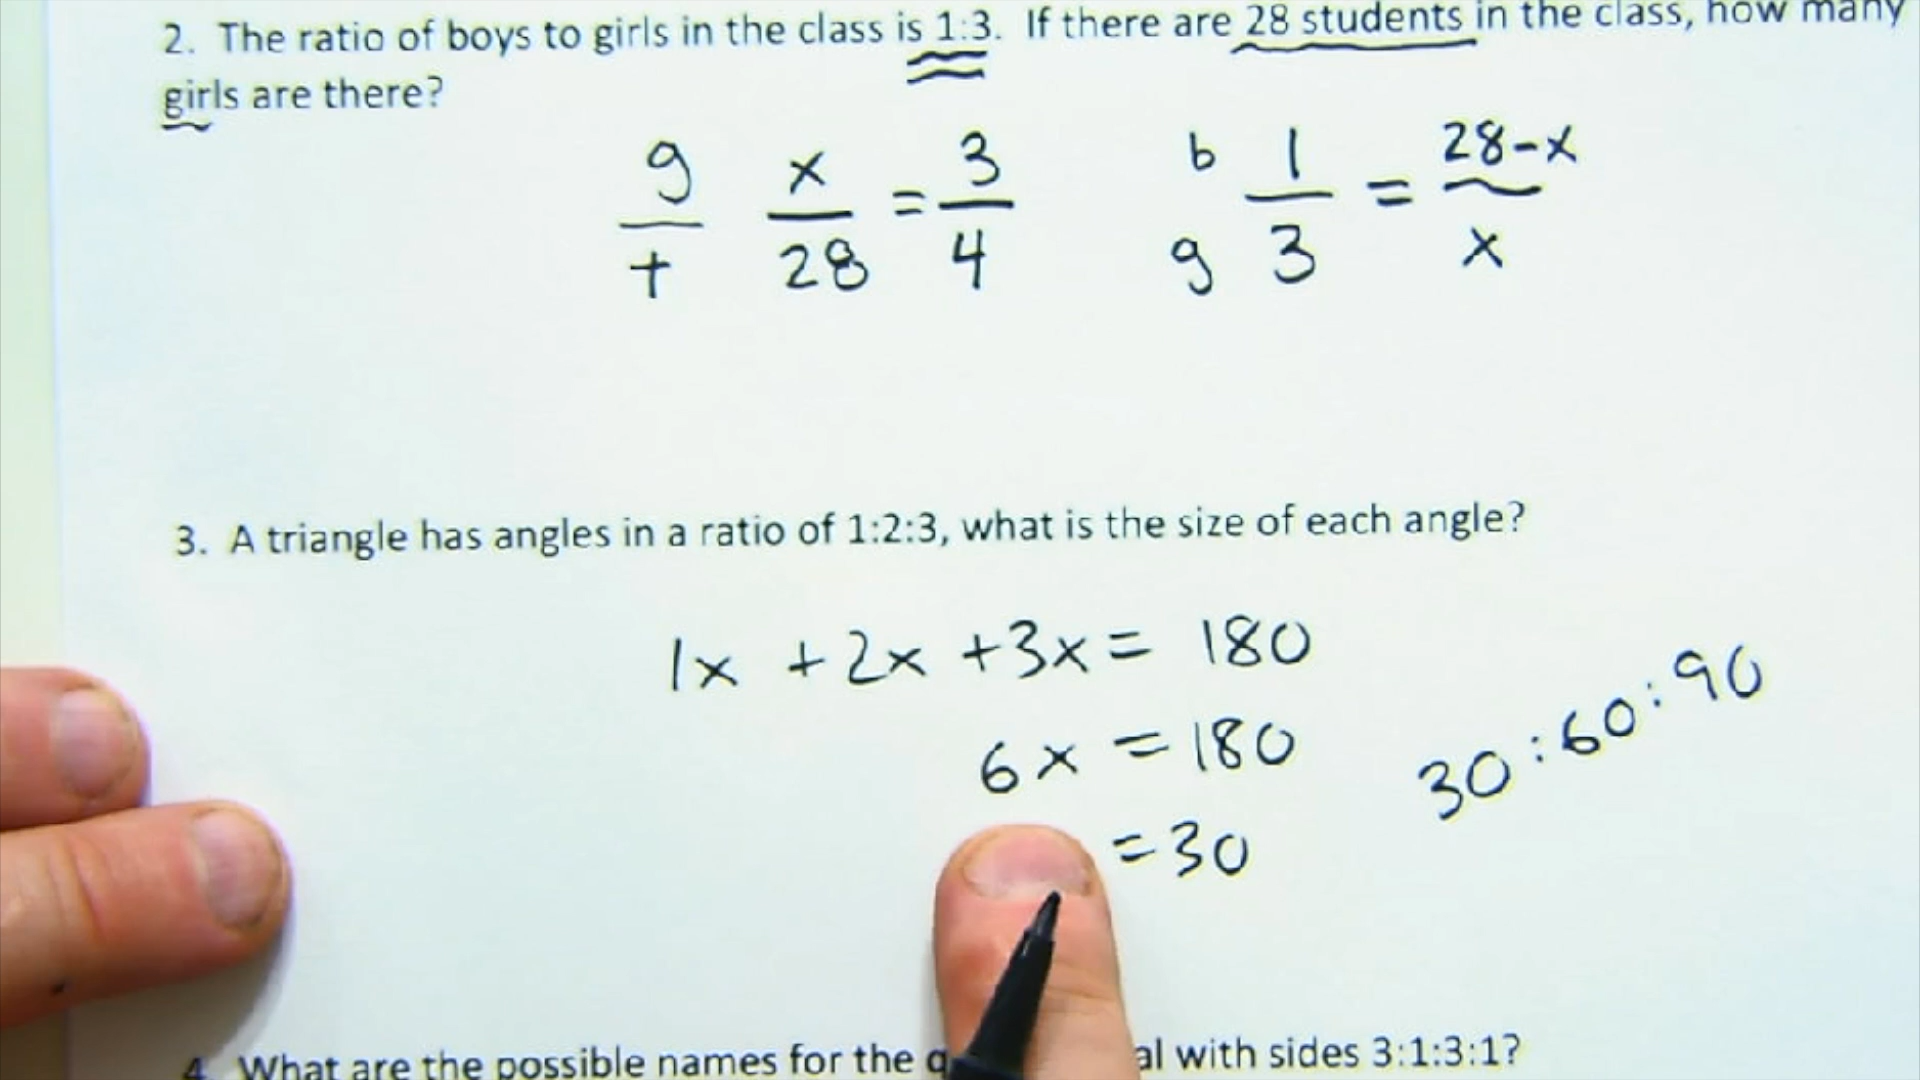 2. The ratio of boys to girls in the class is 1:3. If there are 28 students in the class, how many
girls are there?
g x = 3 b 1 = 28-x
t 28 4 g 3 x
3. A triangle has angles in a ratio of 1:2:3, what is the size of each angle?
1x + 2x + 3x = 180
6x = 180
30:60:90
= 30
4. What are the possible names for the with sides 3:1:3:1?